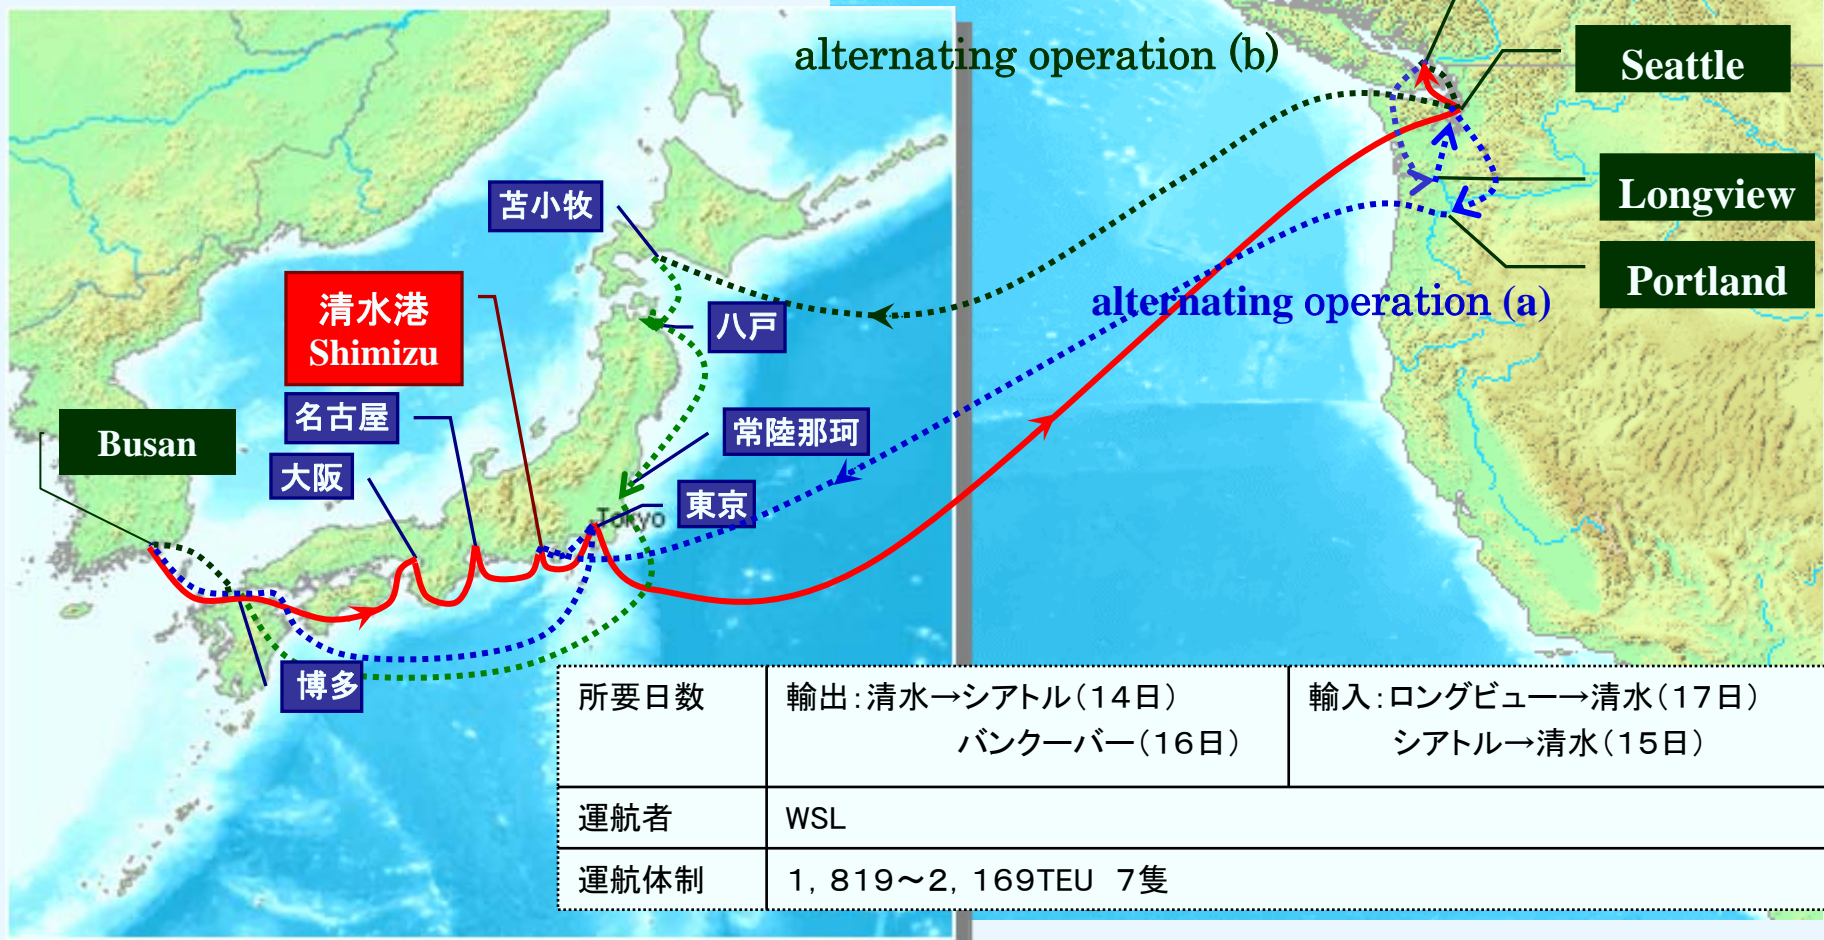 alternating operation (b)
Seattle
苫小牧
Longview
Portland
清水港
Shimizu
八戸
alternating operation (a)
名古屋
Busan
常陸那珂
大阪
東京
Tokyo
博多
所要日数
輸出:清水→シアトル(14日)
バンクーバー(16日)
輸入:ロングビュー→清水(17日)
シアトル→清水(15日)
運航者
WSL
運航体制
1,819～2,169TEU 7隻